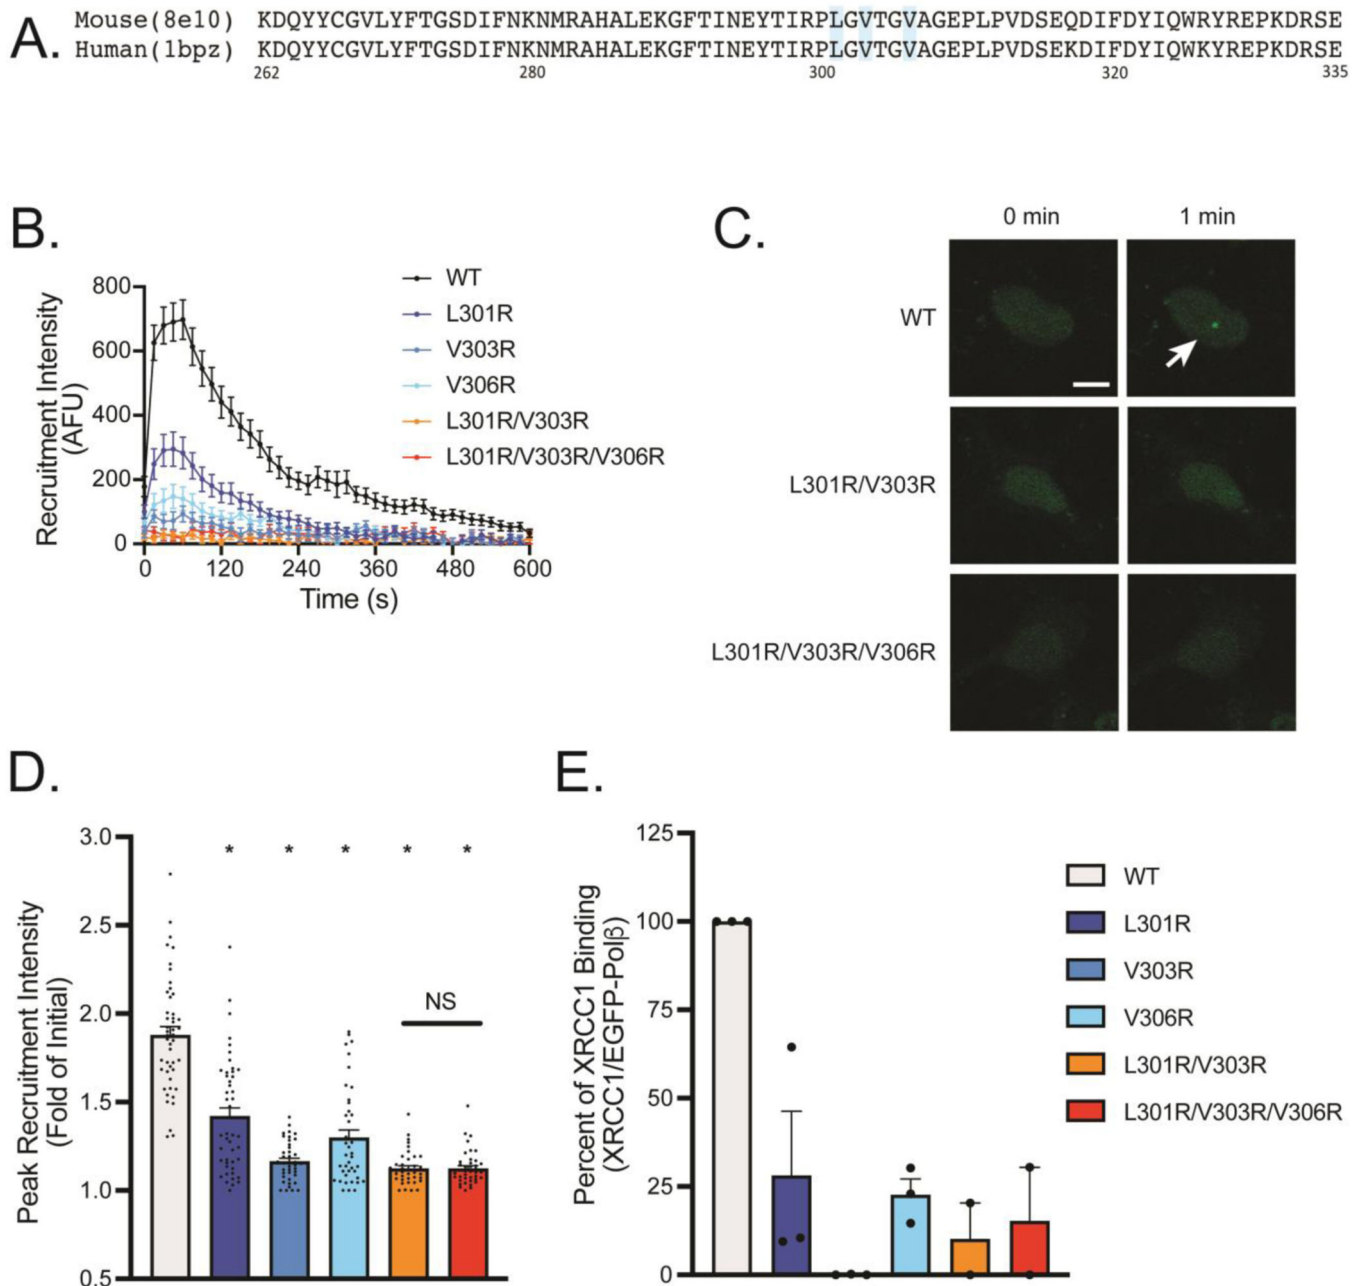 A.
Mouse(8e10) KDQYYCGVLYFTGSDIFNKNMRAHALEKGFTINEYTIRPLGVTGVAGEPLPVDSEQDIFDYIQWRYREPKDRSE
Human(1bpz) KDQYYCGVLYFTGSDIFNKNMRAHALEKGFTINEYTIRPLGVTGVAGEPLPVDSEKDIFDYIQWKYREPKDRSE
262 280 300 320 335
B.
Recruitment Intensity
(AFU)
800
600
400
200
0
0 120 240 360 480 600
Time (s)
WT
L301R
V303R
V306R
L301R/V303R
L301R/V303R/V306R
C.
0 min 1 min
WT
L301R/V303R
L301R/V303R/V306R
D.
Peak Recruitment Intensity
(Fold of Initial)
3.0
2.5
2.0
1.5
1.0
0.5
* * * * *
NS
E.
Percent of XRCC1 Binding
(XRCC1/EGFP-Polβ)
125
100
75
50
25
0
WT
L301R
V303R
V306R
L301R/V303R
L301R/V303R/V306R